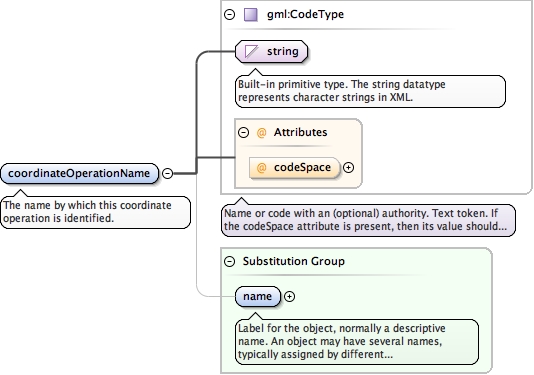 gml:CodeType
string
Built-in primitive type. The string datatype
represents character strings in XML.
@ Attributes
@ codeSpace
coordinateOperationName
The name by which this coordinate
operation is identified.
Name or code with an (optional) authority. Text token. If
the codeSpace attribute is present, then its value should...
Substitution Group
name
Label for the object, normally a descriptive
name. An object may have several names,
typically assigned by different...